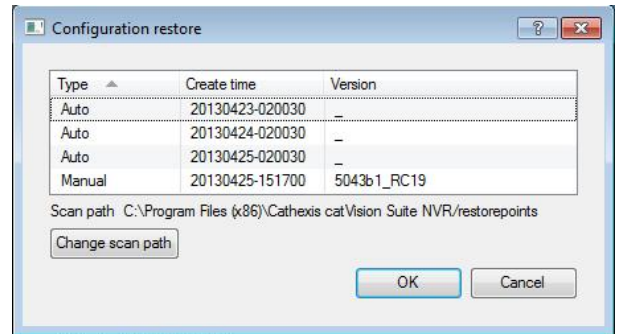 Configuration restore
Type Create time Version
Auto 20130423-020030 _
Auto 20130424-020030 _
Auto 20130425-020030 _
Manual 20130425-151700 5043b1_RC19
Scan path C:\Program Files (x86)\Cathexis catVision Suite NVR/restorepoints
Change scan path
OK Cancel